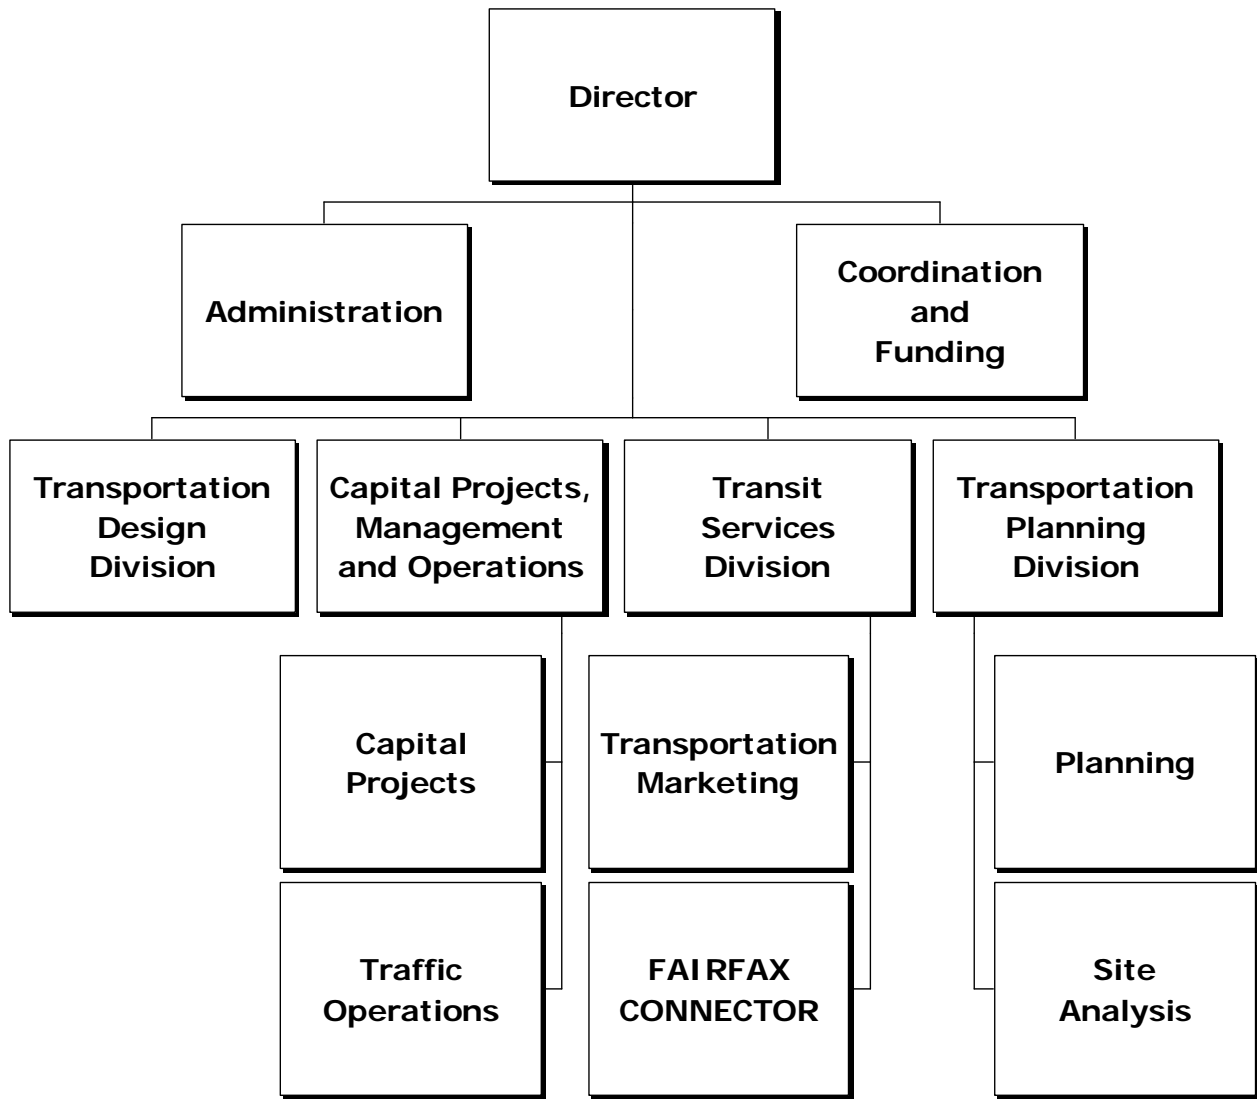 Director
Administration
Coordination
and
Funding
Transportation
Design
Division
Capital Projects,
Management
and Operations
Transit
Services
Division
Transportation
Planning
Division
Capital
Projects
Transportation
Marketing
Planning
Traffic
Operations
FAIRFAX
CONNECTOR
Site
Analysis